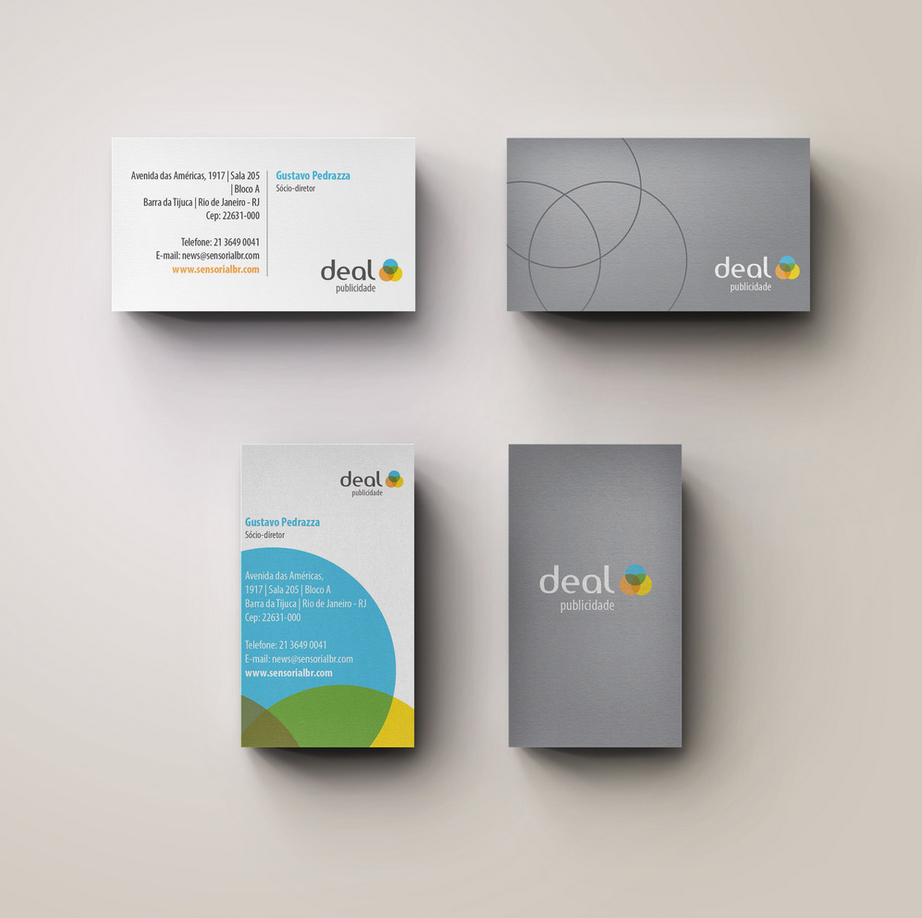 Avenida das Américas, 1917 | Sala 205
| Bloco A
Barra da Tijuca | Rio de Janeiro - RJ
Cep: 22631-000
Telefone: 21 3649 0041
E-mail: news@sensorialbr.com
www.sensorialbr.com
Gustavo Pedrazza
Sócio-diretor
deal
publicidade
deal
publicidade
deal
publicidade
Gustavo Pedrazza
Sócio-diretor
Avenida das Américas,
1917 | Sala 205 | Bloco A
Barra da Tijuca | Rio de Janeiro - RJ
Cep: 22631-000
Telefone: 21 3649 0041
E-mail: news@sensorialbr.com
www.sensorialbr.com
deal
publicidade